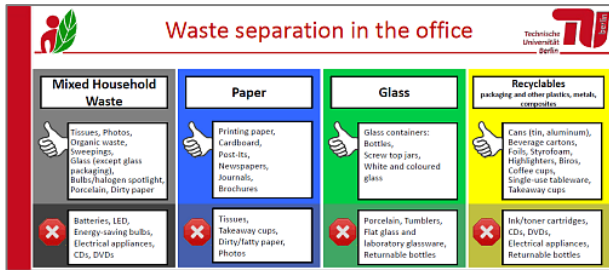 Waste separation in the office
Technische
Universität
Berlin
berlin
Mixed Household
Waste
Tissues, Photos,
Organic waste,
Sweepings,
Glass (except glass
packaging),
Bulbs/halogen spotlight,
Porcelain, Dirty paper
Batteries, LED,
Energy-saving bulbs,
Electrical appliances,
CDs, DVDs
Paper
Printing paper,
Cardboard,
Post-its,
Newspapers,
Journals,
Brochures
Tissues,
Takeaway cups,
Dirty/fatty paper,
Photos
Glass
Glass containers:
Bottles,
Screw top jars,
White and coloured
glass
Porcelain, Tumblers,
Flat glass and
laboratory glassware,
Returnable bottles
Recyclables
packaging and other plastics, metals,
composites
Cans (tin, aluminum),
Beverage cartons,
Foils, Styrofoam,
Highlighters, Biros,
Coffee cups,
Single-use tableware,
Takeaway cups
Ink/toner cartridges,
CDs, DVDs,
Electrical appliances,
Returnable bottles